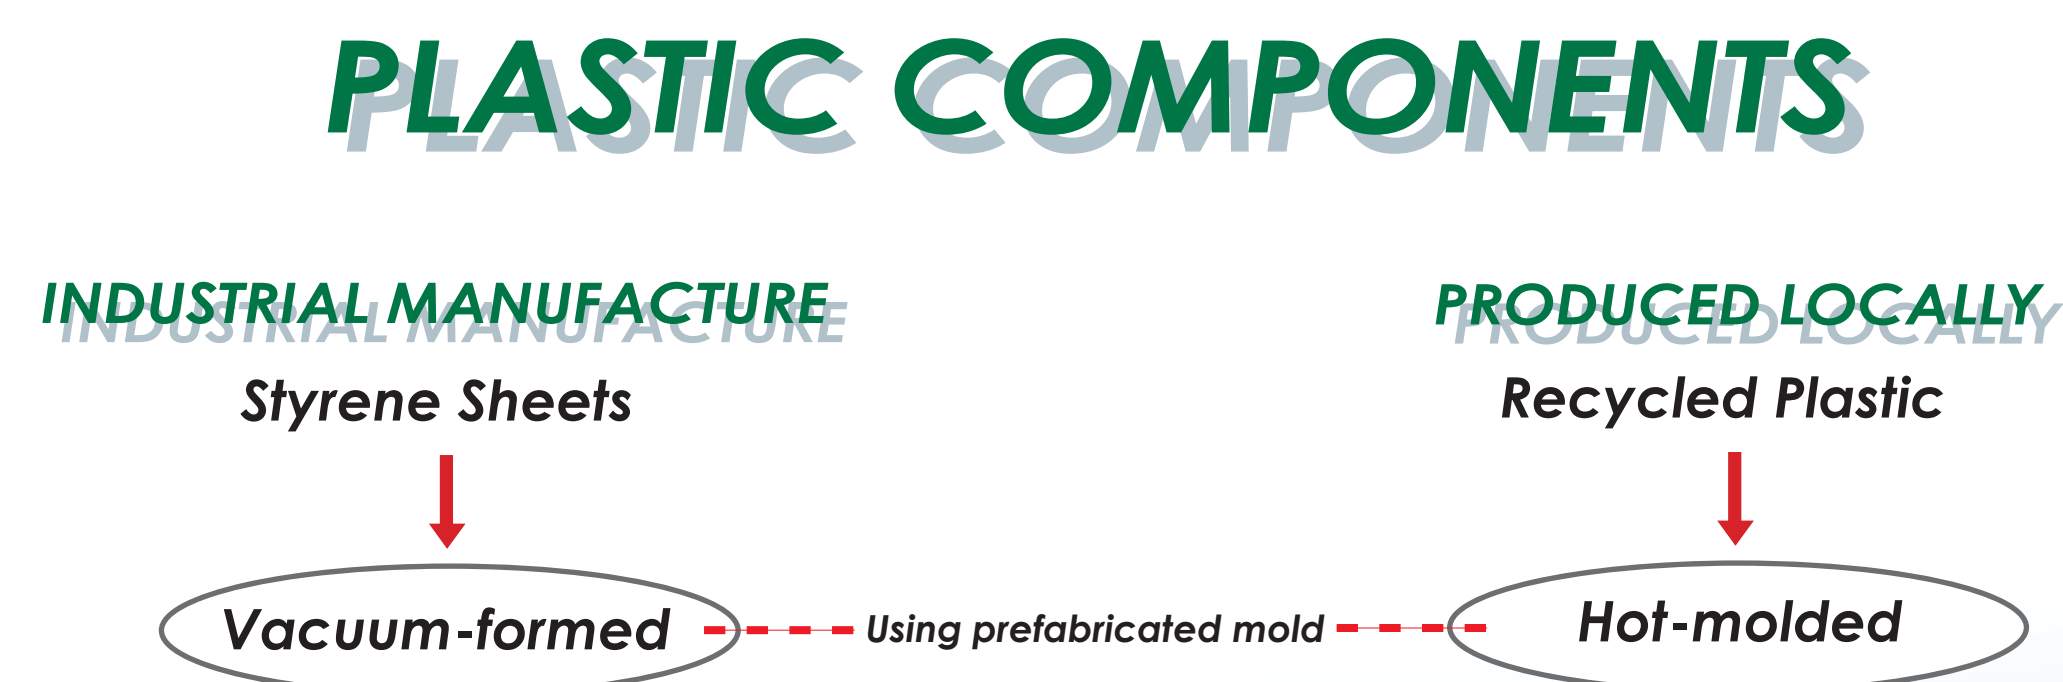 PLASTIC COMPONENTS
INDUSTRIAL MANUFACTURE
Styrene Sheets
Vacuum-formed
Using prefabricated mold
PRODUCED LOCALLY
Recycled Plastic
Hot-molded